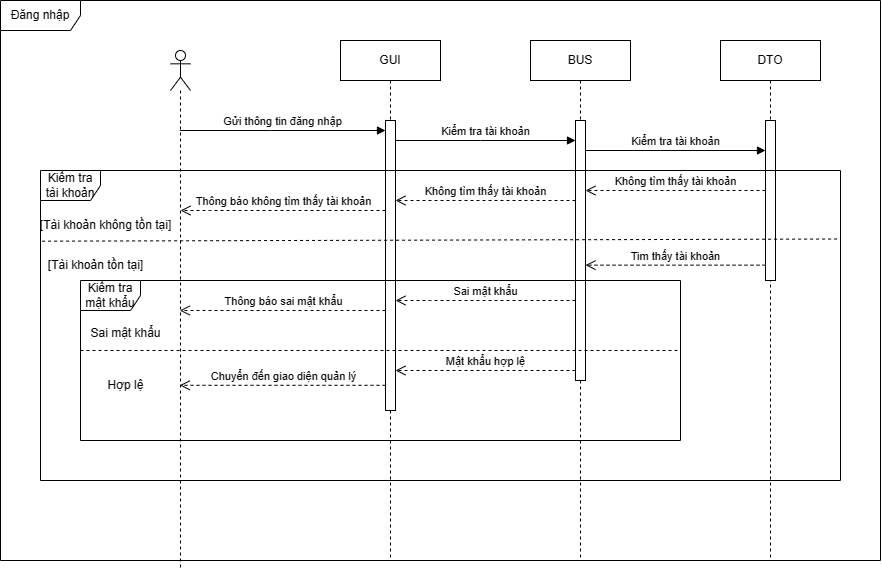 Đăng nhập
GUI
BUS
DTO
Gửi thông tin đăng nhập
Kiểm tra tài khoản
Kiểm tra tài khoản
Kiểm tra
tài khoản
Không tìm thấy tài khoản
Không tìm thấy tài khoản
Thông báo không tìm thấy tài khoản
[Tài khoản không tồn tại]
[Tài khoản tồn tại]
Tìm thấy tài khoản
Kiểm tra
mật khẩu
Sai mật khẩu
Thông báo sai mật khẩu
Sai mật khẩu
Mật khẩu hợp lệ
Chuyển đến giao diện quản lý
Hợp lệ